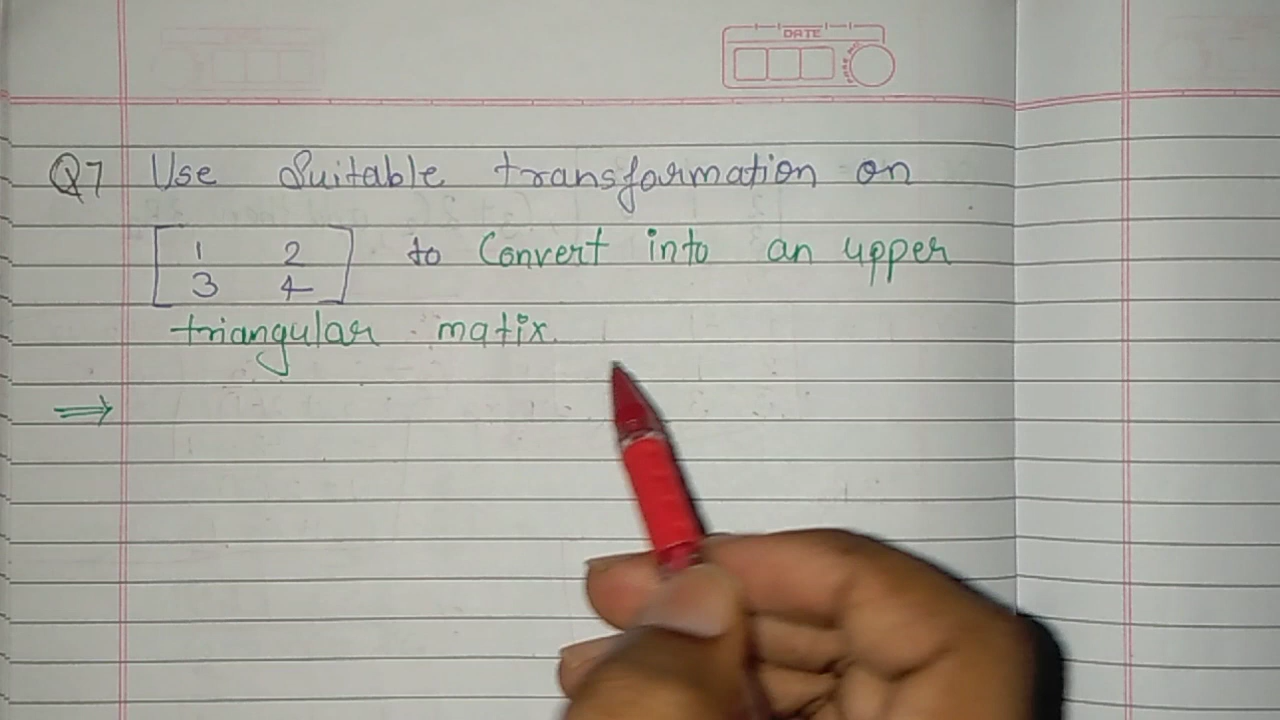 DATE
Q7 Use Suitable transformation on
[1 2
3 4] to Convert into an upper
triangular matix.
⇒